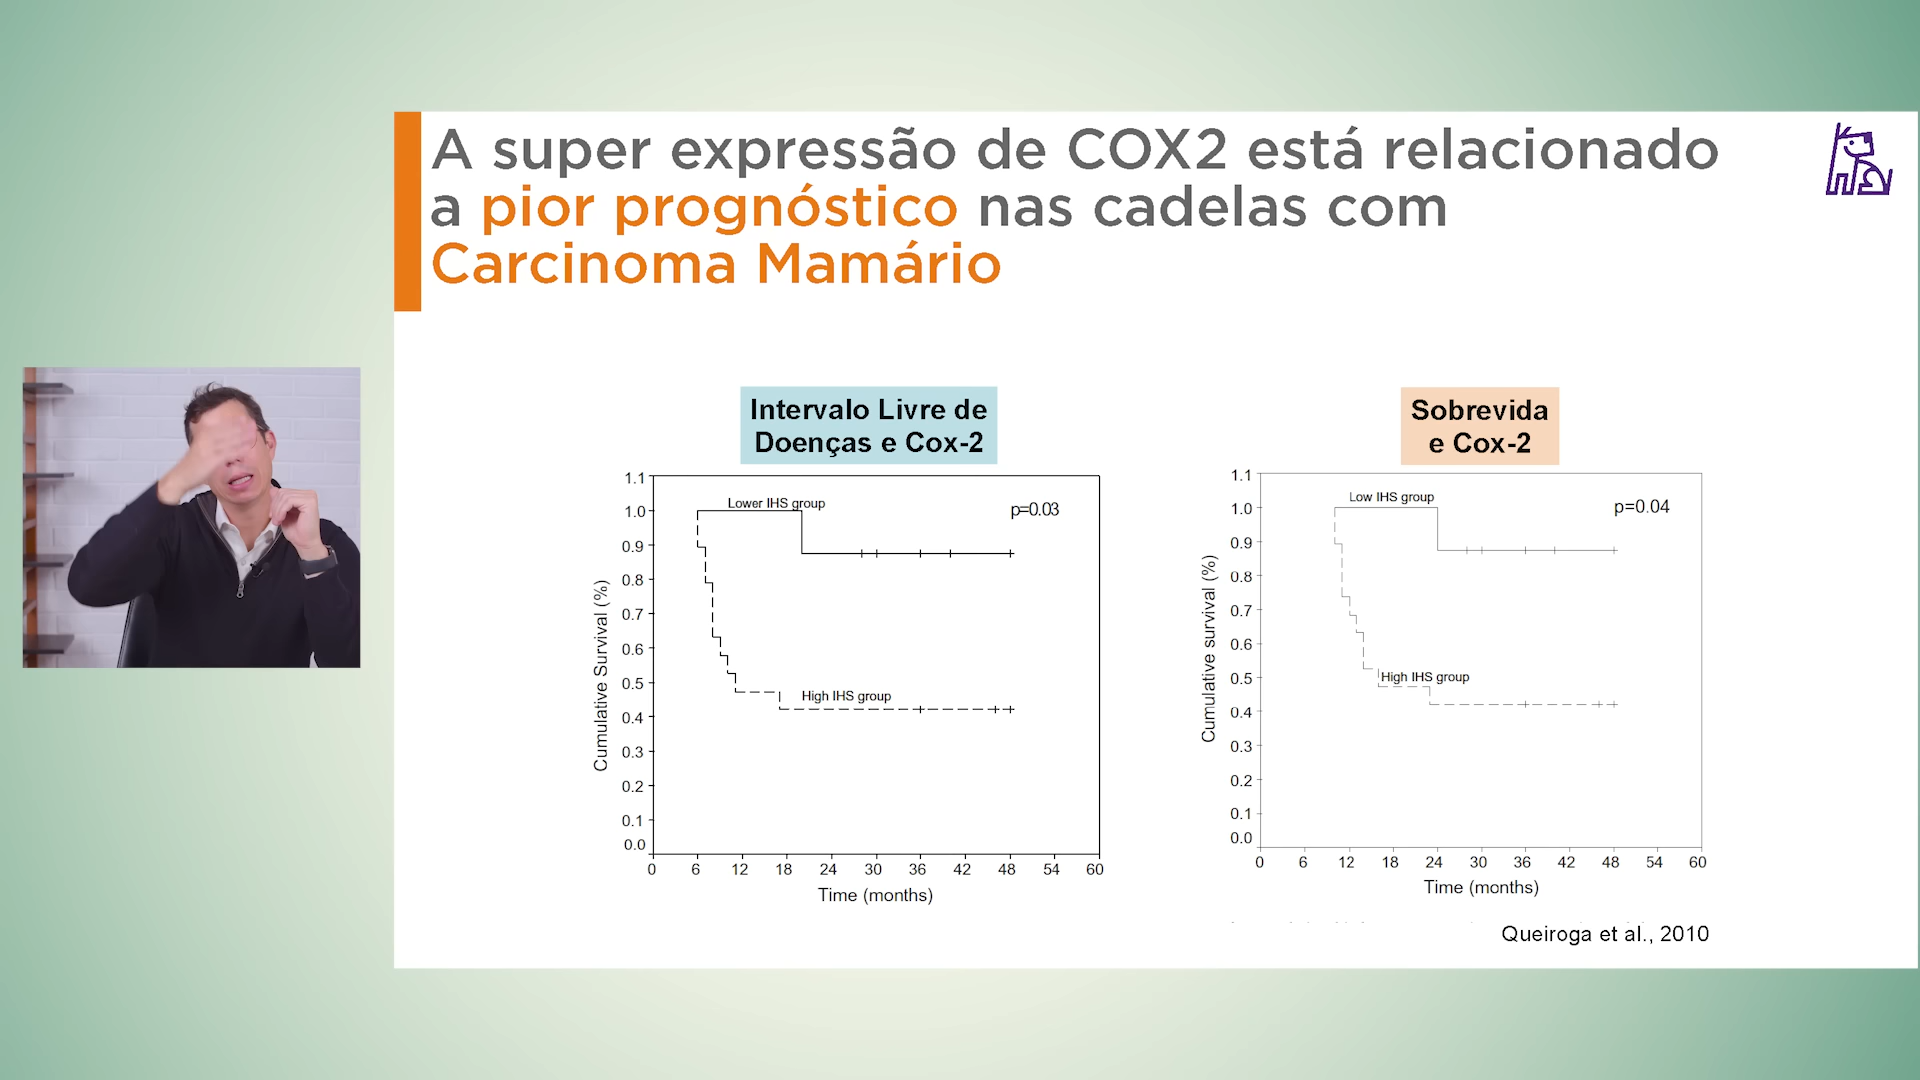 A super expressão de COX2 está relacionado
a pior prognóstico nas cadelas com
Carcinoma Mamário
Intervalo Livre de
Doenças e Cox-2
1.1
1.0
0.9
0.8
0.7
0.6
0.5
0.4
0.3
0.2
0.1
0.0
Cumulative Survival (%)
Lower IHS group
p=0.03
High IHS group
0 6 12 18 24 30 36 42 48 54 60
Time (months)
Sobrevida
e Cox-2
1.1
1.0
0.9
0.8
0.7
0.6
0.5
0.4
0.3
0.2
0.1
0.0
Cumulative survival (%)
Low IHS group
p=0.04
High IHS group
0 6 12 18 24 30 36 42 48 54 60
Time (months)
Queiroga et al., 2010